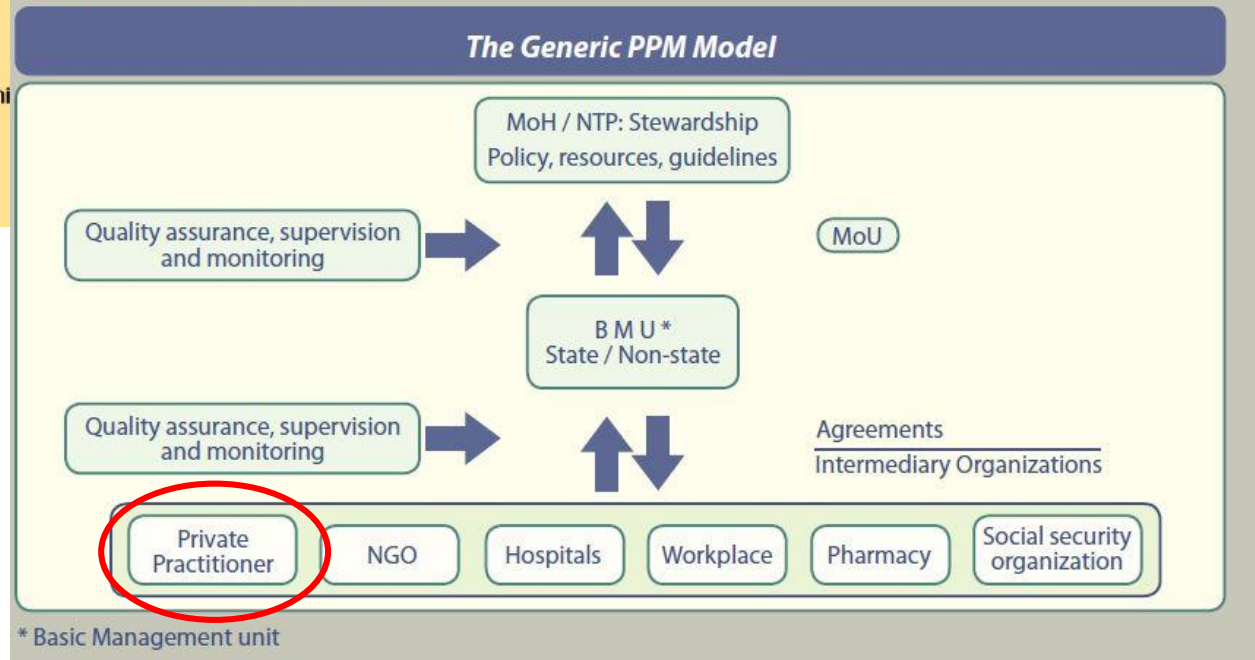 The Generic PPM Model
MoH / NTP: Stewardship
Policy, resources, guidelines
Quality assurance, supervision
and monitoring
MoU
B M U *
State / Non-state
Quality assurance, supervision
and monitoring
Agreements
Intermediary Organizations
Private
Practitioner
NGO
Hospitals
Workplace
Pharmacy
Social security
organization
* Basic Management unit